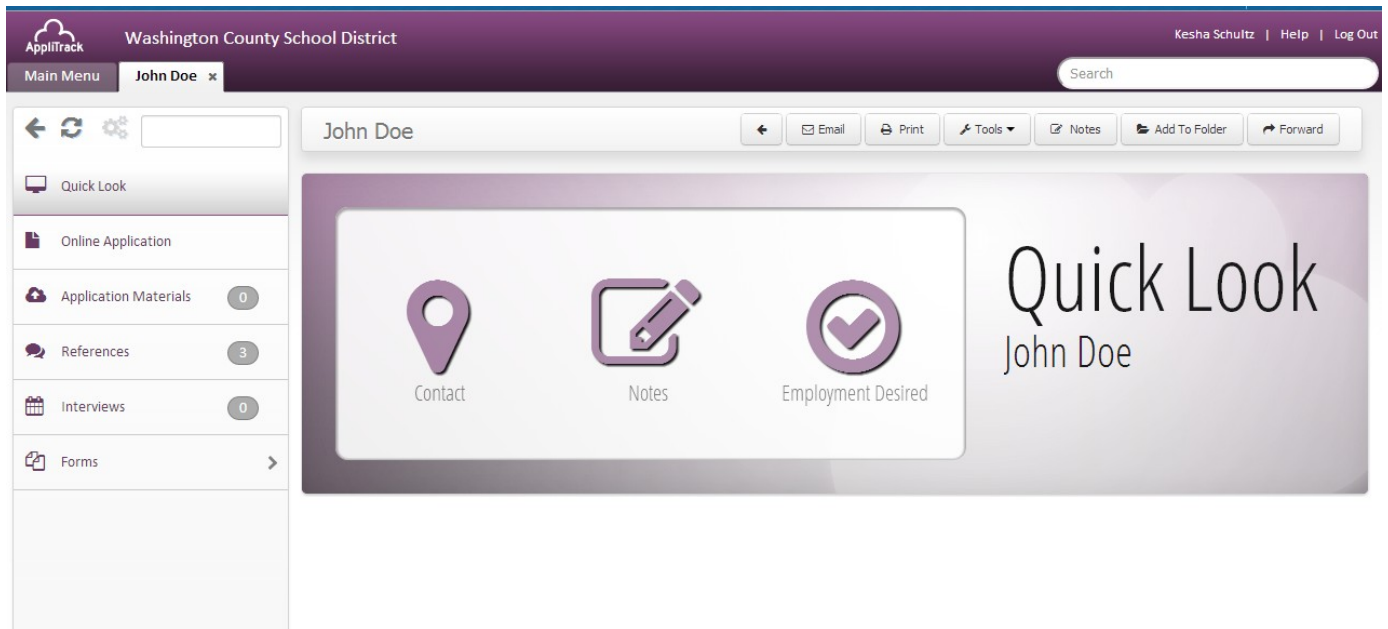 AppliTrack
Washington County School District
Kesha Schultz | Help | Log Out
Main Menu
John Doe ×
Search
John Doe
Email
Print
Tools
Notes
Add To Folder
Forward
Quick Look
Online Application
Application Materials 0
References 3
Interviews 0
Forms
Contact
Notes
Employment Desired
Quick Look
John Doe